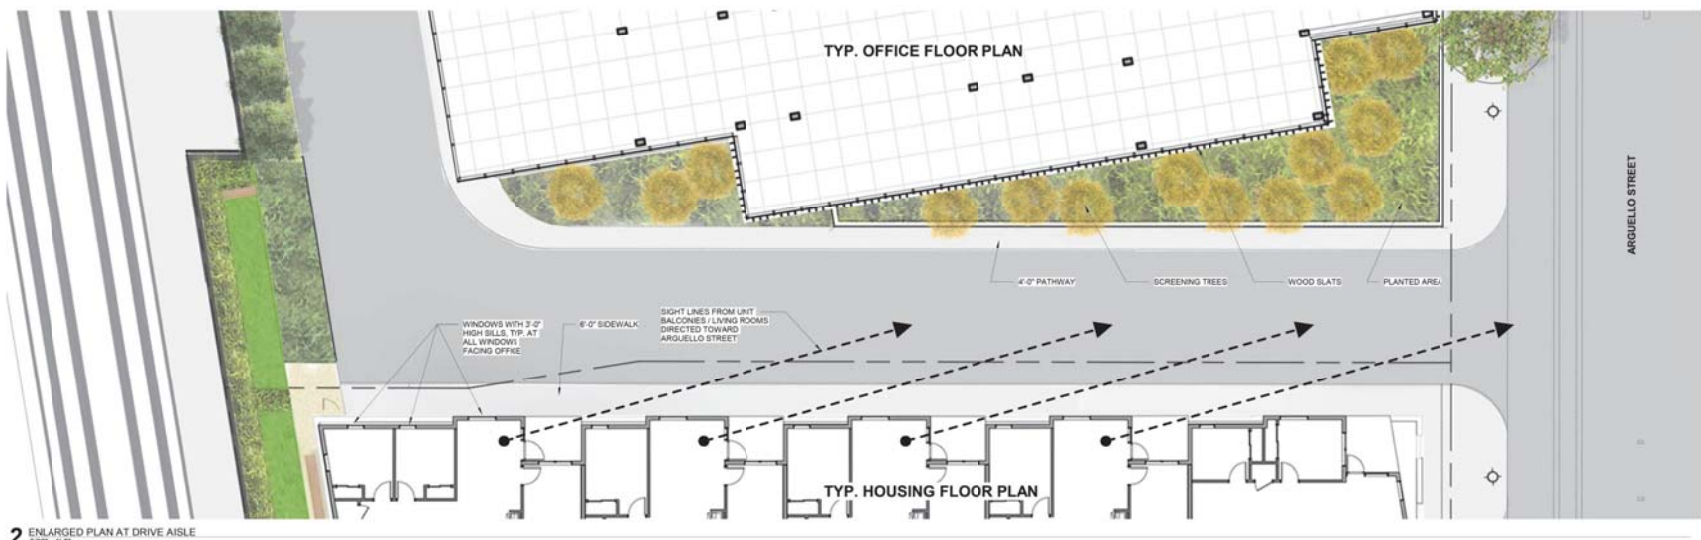 TYP. OFFICE FLOOR PLAN
ARGUELLO STREET
4'-0" PATHWAY
SCREENING TREES
WOOD SLATS
PLANTED AREA
WINDOWS WITH 3'-0"
HIGH SILLS, TYP. AT
ALL WINDOWS
FACING OFFICE
6'-0" SIDEWALK
SIGHT LINES FROM UNIT
BALCONIES / LIVING ROOMS
DIRECTED TOWARD
ARGUELLO STREET
TYP. HOUSING FLOOR PLAN
2 ENLARGED PLAN AT DRIVE AISLE